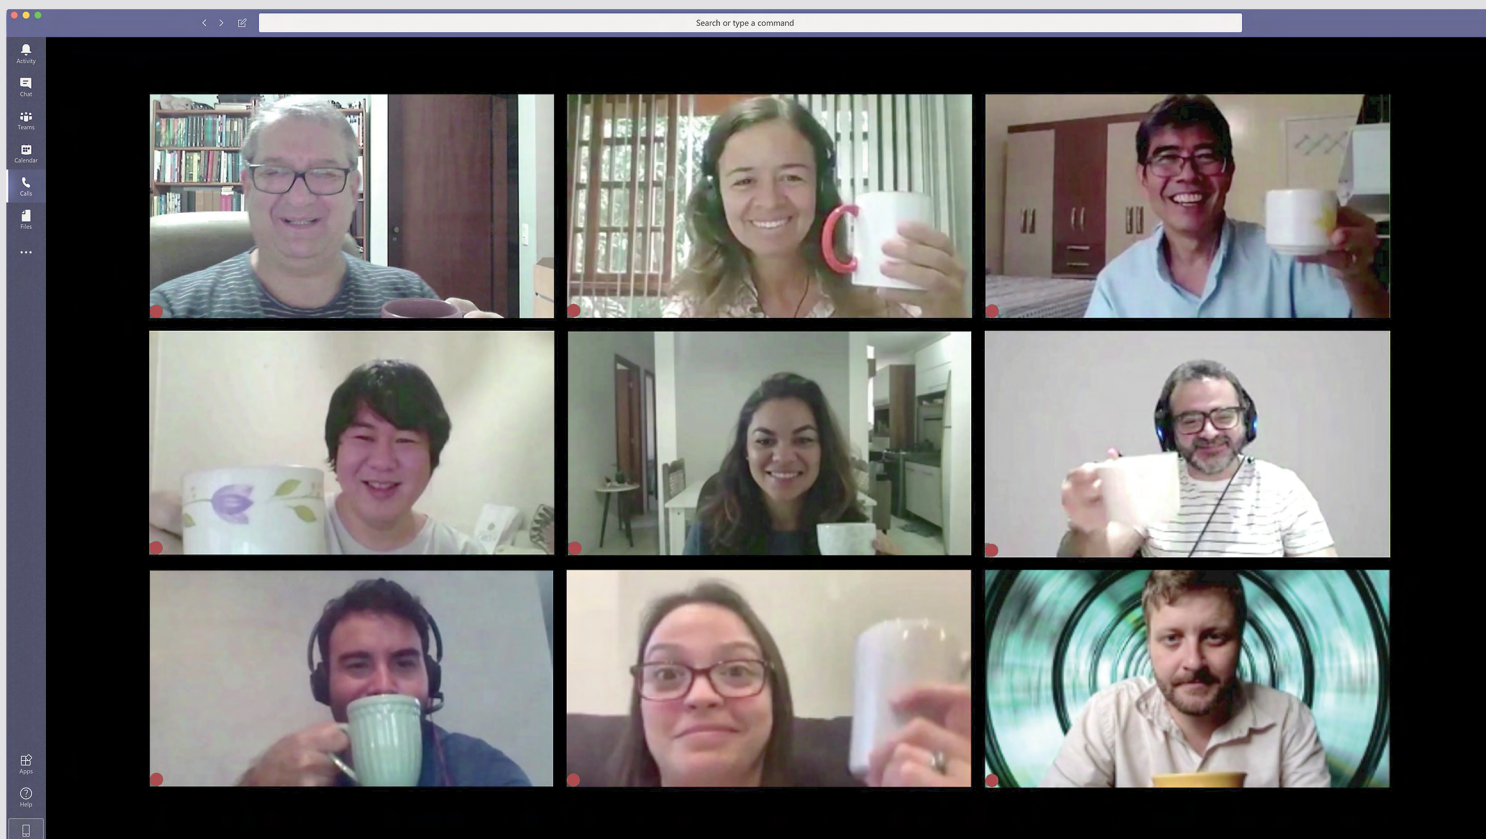 Search or type a command
Activity
Chat
Teams
Calendar
Calls
Files
Apps
Help